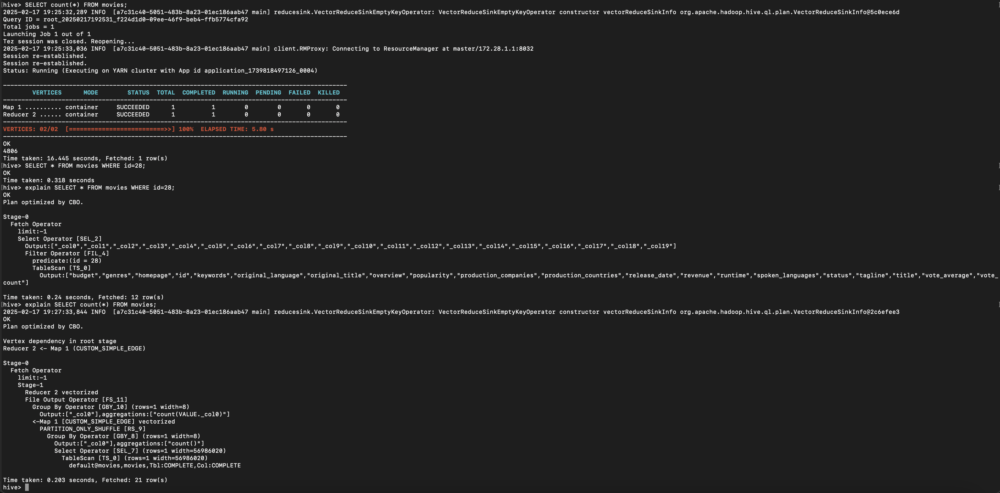 [hive> SELECT count(*) FROM movies; ]
2025-02-17 19:25:32,289 INFO  [a7c31c40-5051-483b-8a23-01ec186aab47 main] reducesink.VectorReduceSinkEmptyKeyOperator: VectorReduceSinkEmptyKeyOperator constructor vectorReduceSinkInfo org.apache.hadoop.hive.ql.plan.VectorReduceSinkInfo@5c0ece6d
Query ID = root_20250217192531_f224d1d0-09ee-46f9-beb4-ffb5774cfa92
Total jobs = 1
Launching Job 1 out of 1
Tez session was closed. Reopening...
2025-02-17 19:25:33,036 INFO  [a7c31c40-5051-483b-8a23-01ec186aab47 main] client.RMProxy: Connecting to ResourceManager at master/172.28.1.1:8032
Session re-established.
Session re-established.
Status: Running (Executing on YARN cluster with App id application_1739818497126_0004)
----------------------------------------------------------------------------------------------
        VERTICES      MODE        STATUS  TOTAL  COMPLETED  RUNNING  PENDING  FAILED  KILLED
----------------------------------------------------------------------------------------------
Map 1 .......... container     SUCCEEDED      1          1        0        0       0       0
Reducer 2 ...... container     SUCCEEDED      1          1        0        0       0       0
----------------------------------------------------------------------------------------------
VERTICES: 02/02  [==========================>>] 100%  ELAPSED TIME: 5.80 s
----------------------------------------------------------------------------------------------
OK
4806
Time taken: 16.445 seconds, Fetched: 1 row(s)
[hive> SELECT * FROM movies WHERE id=28; ]
OK
Time taken: 0.318 seconds
[hive> explain SELECT * FROM movies WHERE id=28; ]
OK
Plan optimized by CBO.
Stage-0
  Fetch Operator
    limit:-1
    Select Operator [SEL_2]
      Output:["_col0","_col1","_col2","_col3","_col4","_col5","_col6","_col7","_col8","_col9","_col10","_col11","_col12","_col13","_col14","_col15","_col16","_col17","_col18","_col19"]
      Filter Operator [FIL_4]
        predicate:(id = 28)
        TableScan [TS_0]
          Output:["budget","genres","homepage","id","keywords","original_language","original_title","overview","popularity","production_companies","production_countries","release_date","revenue","runtime","spoken_languages","status","tagline","title","vote_average","vote_
count"]
Time taken: 0.24 seconds, Fetched: 12 row(s)
[hive> explain SELECT count(*) FROM movies; ]
2025-02-17 19:27:33,844 INFO  [a7c31c40-5051-483b-8a23-01ec186aab47 main] reducesink.VectorReduceSinkEmptyKeyOperator: VectorReduceSinkEmptyKeyOperator constructor vectorReduceSinkInfo org.apache.hadoop.hive.ql.plan.VectorReduceSinkInfo@2c6efee3
OK
Plan optimized by CBO.
Vertex dependency in root stage
Reducer 2 <- Map 1 (CUSTOM_SIMPLE_EDGE)
Stage-0
  Fetch Operator
    limit:-1
    Stage-1
      Reducer 2 vectorized
      File Output Operator [FS_11]
        Group By Operator [GBY_10] (rows=1 width=8)
          Output:["_col0"],aggregations:["count(VALUE._col0)"]
        <-Map 1 [CUSTOM_SIMPLE_EDGE] vectorized
          PARTITION_ONLY_SHUFFLE [RS_9]
            Group By Operator [GBY_8] (rows=1 width=8)
              Output:["_col0"],aggregations:["count()"]
              Select Operator [SEL_7] (rows=1 width=56986020)
                TableScan [TS_0] (rows=1 width=56986020)
                  default@movies,movies,Tbl:COMPLETE,Col:COMPLETE
Time taken: 0.203 seconds, Fetched: 21 row(s)
hive>